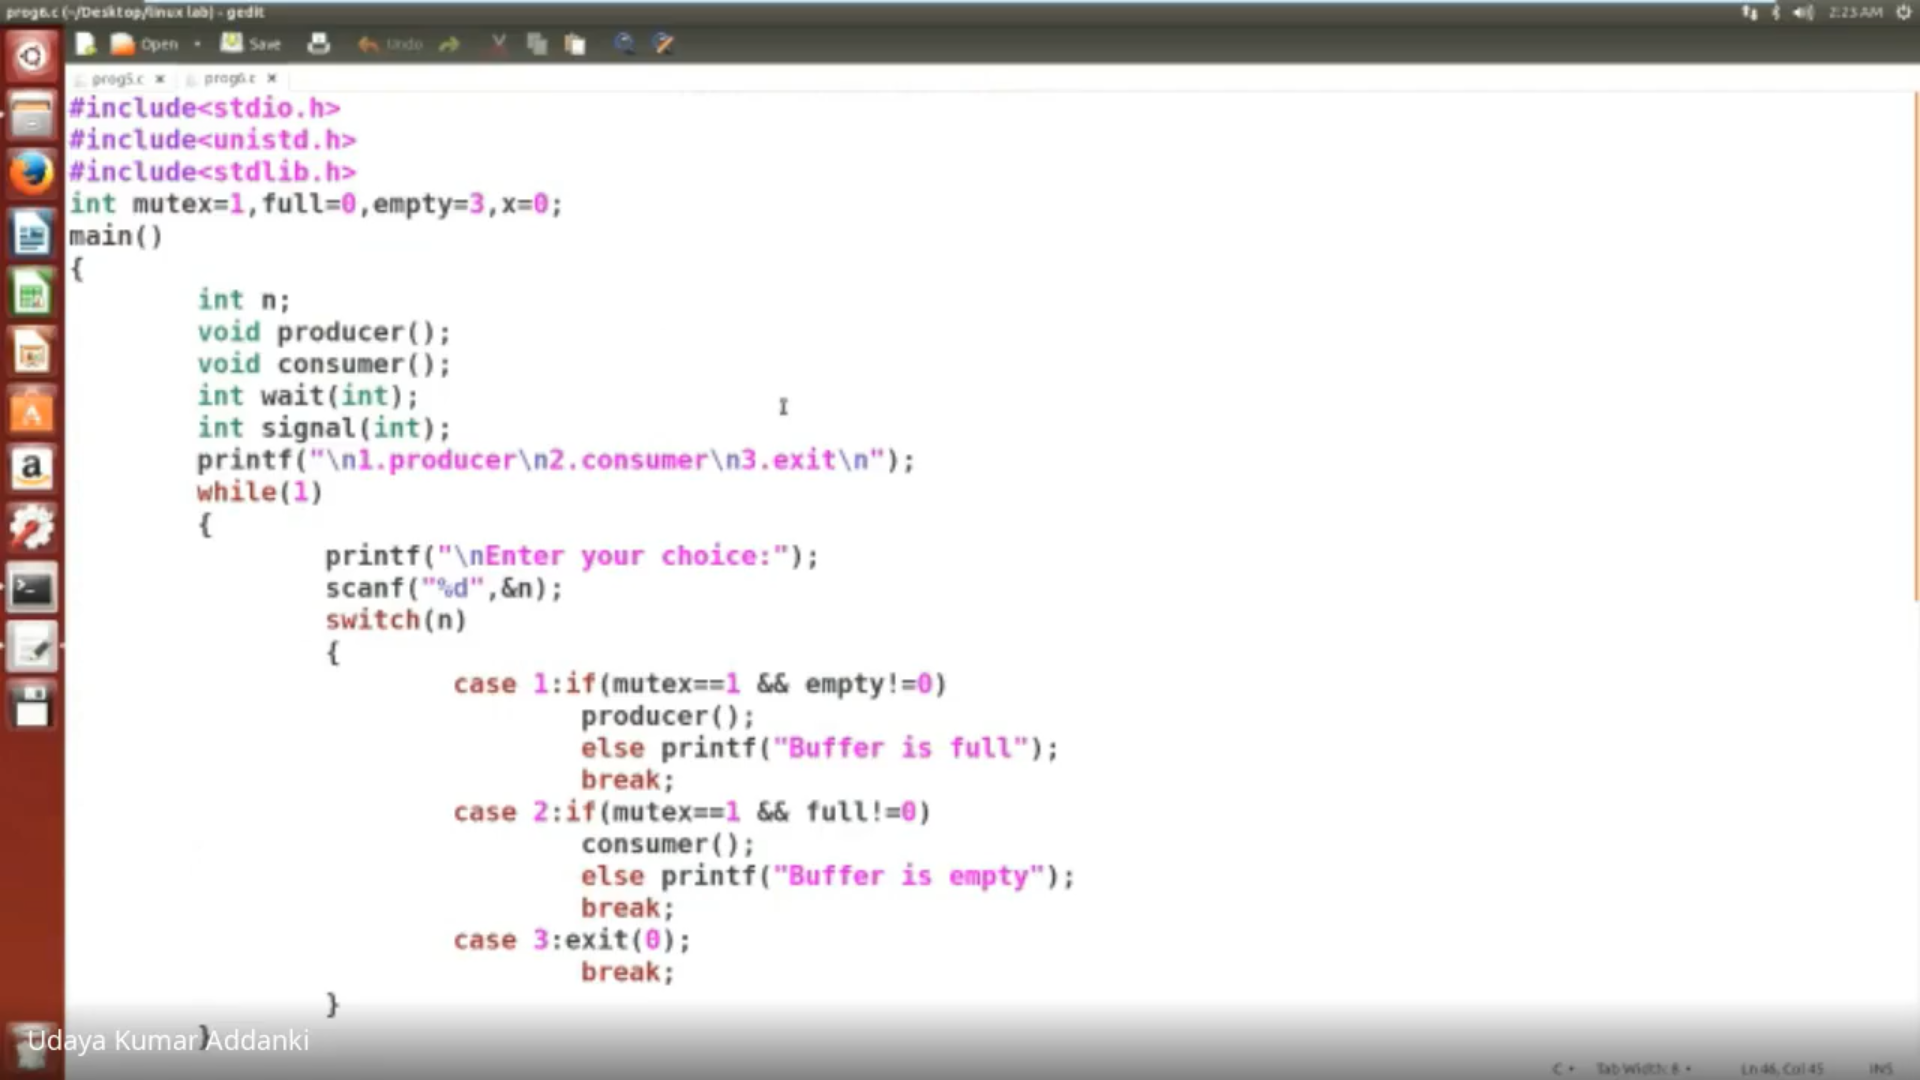 prog6.c (~/Desktop/linux lab) - gedit
2:23 AM
Open
Save
Undo
prog5.c × prog6.c ×
#include<stdio.h>
#include<unistd.h>
#include<stdlib.h>
int mutex=1,full=0,empty=3,x=0;
main()
{
int n;
void producer();
void consumer();
int wait(int);
int signal(int);
printf("\n1.producer\n2.consumer\n3.exit\n");
while(1)
{
printf("\nEnter your choice:");
scanf("%d",&n);
switch(n)
{
case 1:if(mutex==1 && empty!=0)
producer();
else printf("Buffer is full");
break;
case 2:if(mutex==1 && full!=0)
consumer();
else printf("Buffer is empty");
break;
case 3:exit(0);
break;
}
}
Udaya Kumar Addanki
C Tab Width: 8 Ln 46, Col 45 INS